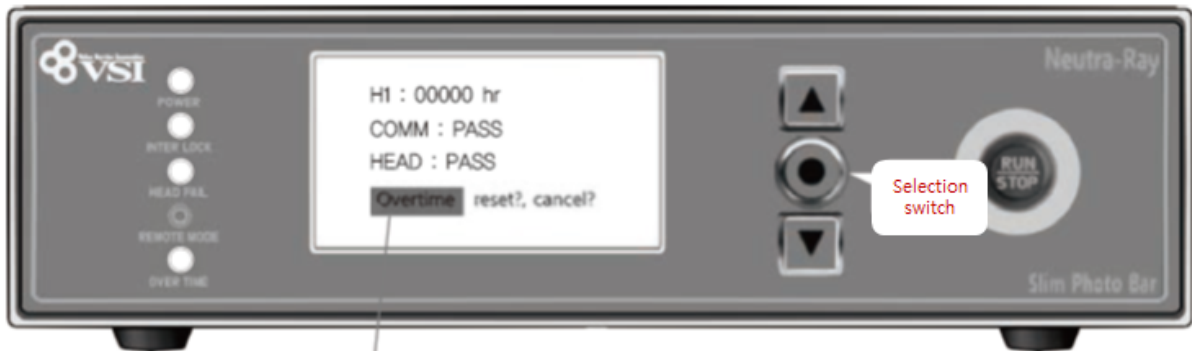 VSI
POWER
INTER LOCK
HEAD FAIL
REMOTE MODE
OVER TIME
H1 : 00000 hr
COMM : PASS
HEAD : PASS
Overtime reset?, cancel?
Selection
switch
Neutra-Ray
RUN
STOP
Slim Photo Bar